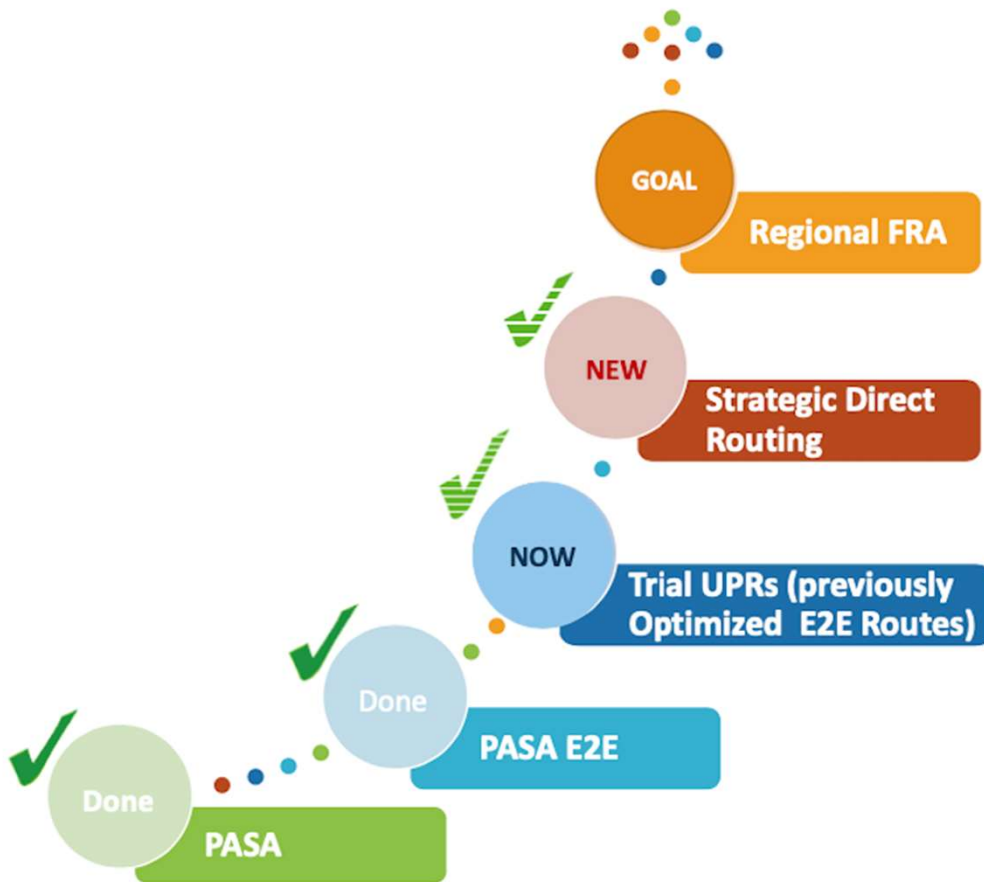 GOAL
Regional FRA
NEW
Strategic Direct
Routing
NOW
Trial UPRs (previously
Optimized E2E Routes)
Done
PASA E2E
Done
PASA